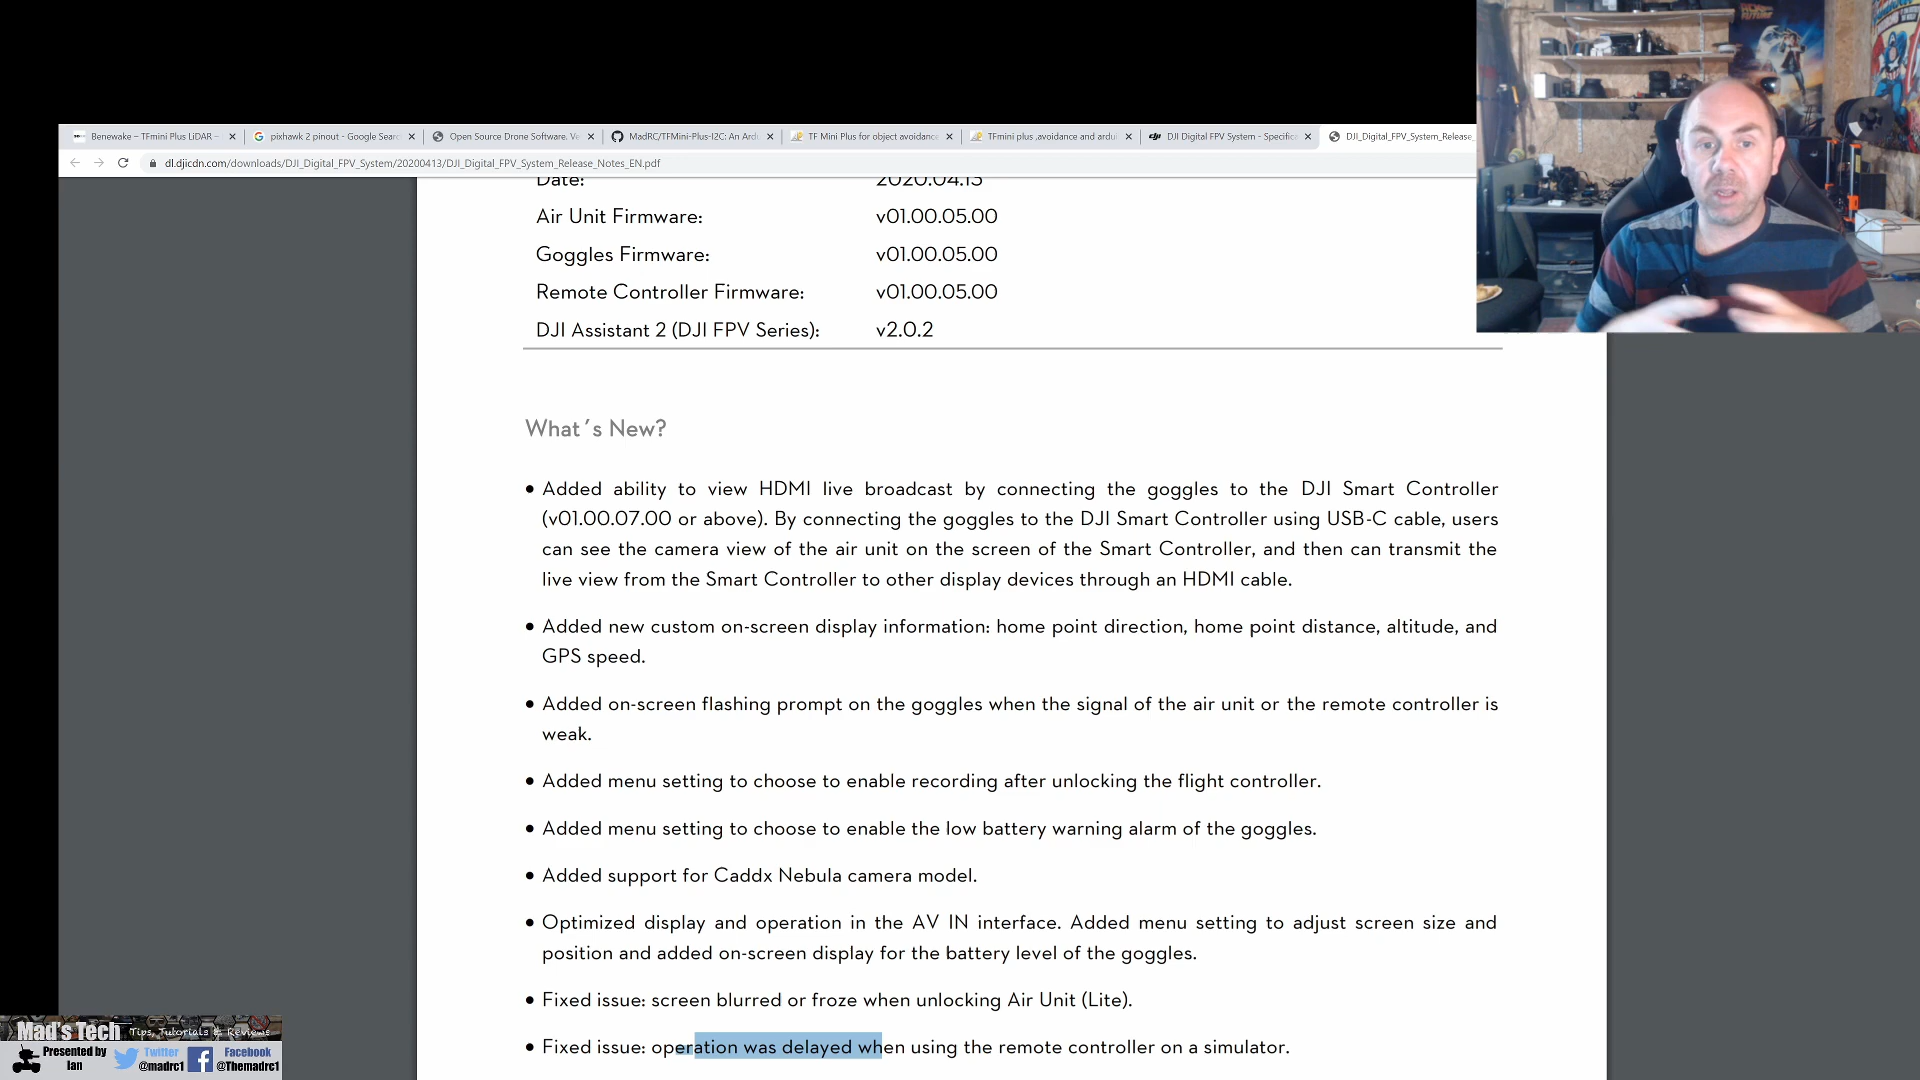 Benewake – TFmini Plus LiDAR –
pixhawk 2 pinout - Google Searc
Open Source Drone Software. Ve
MadRC/TFMini-Plus-I2C: An Ardu
TF Mini Plus for object avoidance
TFmini plus ,avoidance and ardu
DJI Digital FPV System - Specifica
DJI_Digital_FPV_System_Release_
dl.djicdn.com/downloads/DJI_Digital_FPV_System/20200413/DJI_Digital_FPV_System_Release_Notes_EN.pdf
Date: 2020.04.13
Air Unit Firmware: v01.00.05.00
Goggles Firmware: v01.00.05.00
Remote Controller Firmware: v01.00.05.00
DJI Assistant 2 (DJI FPV Series): v2.0.2
What´s New?
• Added ability to view HDMI live broadcast by connecting the goggles to the DJI Smart Controller
(v01.00.07.00 or above). By connecting the goggles to the DJI Smart Controller using USB-C cable, users
can see the camera view of the air unit on the screen of the Smart Controller, and then can transmit the
live view from the Smart Controller to other display devices through an HDMI cable.
• Added new custom on-screen display information: home point direction, home point distance, altitude, and
GPS speed.
• Added on-screen flashing prompt on the goggles when the signal of the air unit or the remote controller is
weak.
• Added menu setting to choose to enable recording after unlocking the flight controller.
• Added menu setting to choose to enable the low battery warning alarm of the goggles.
• Added support for Caddx Nebula camera model.
• Optimized display and operation in the AV IN interface. Added menu setting to adjust screen size and
position and added on-screen display for the battery level of the goggles.
• Fixed issue: screen blurred or froze when unlocking Air Unit (Lite).
• Fixed issue: operation was delayed when using the remote controller on a simulator.
Mad's Tech Tips, Tutorials & Reviews
Presented by
Ian
Twitter
@madrc1
Facebook
@Themadrc1